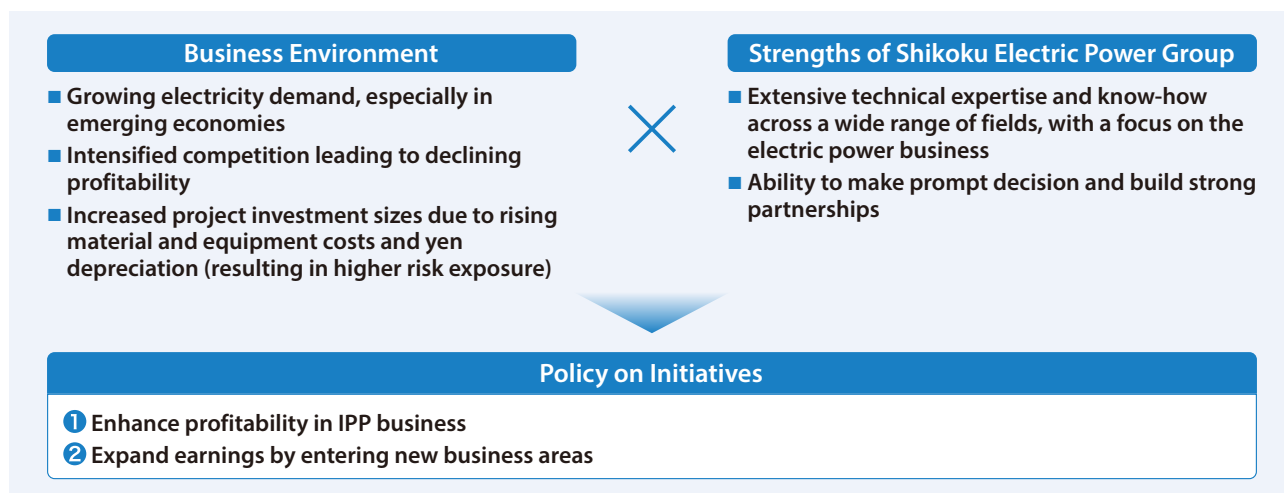 Business Environment
■ Growing electricity demand, especially in
emerging economies
■ Intensified competition leading to declining
profitability
■ Increased project investment sizes due to rising
material and equipment costs and yen
depreciation (resulting in higher risk exposure)
Strengths of Shikoku Electric Power Group
■ Extensive technical expertise and know-how
across a wide range of fields, with a focus on the
electric power business
■ Ability to make prompt decision and build strong
partnerships
Policy on Initiatives
❶ Enhance profitability in IPP business
❷ Expand earnings by entering new business areas